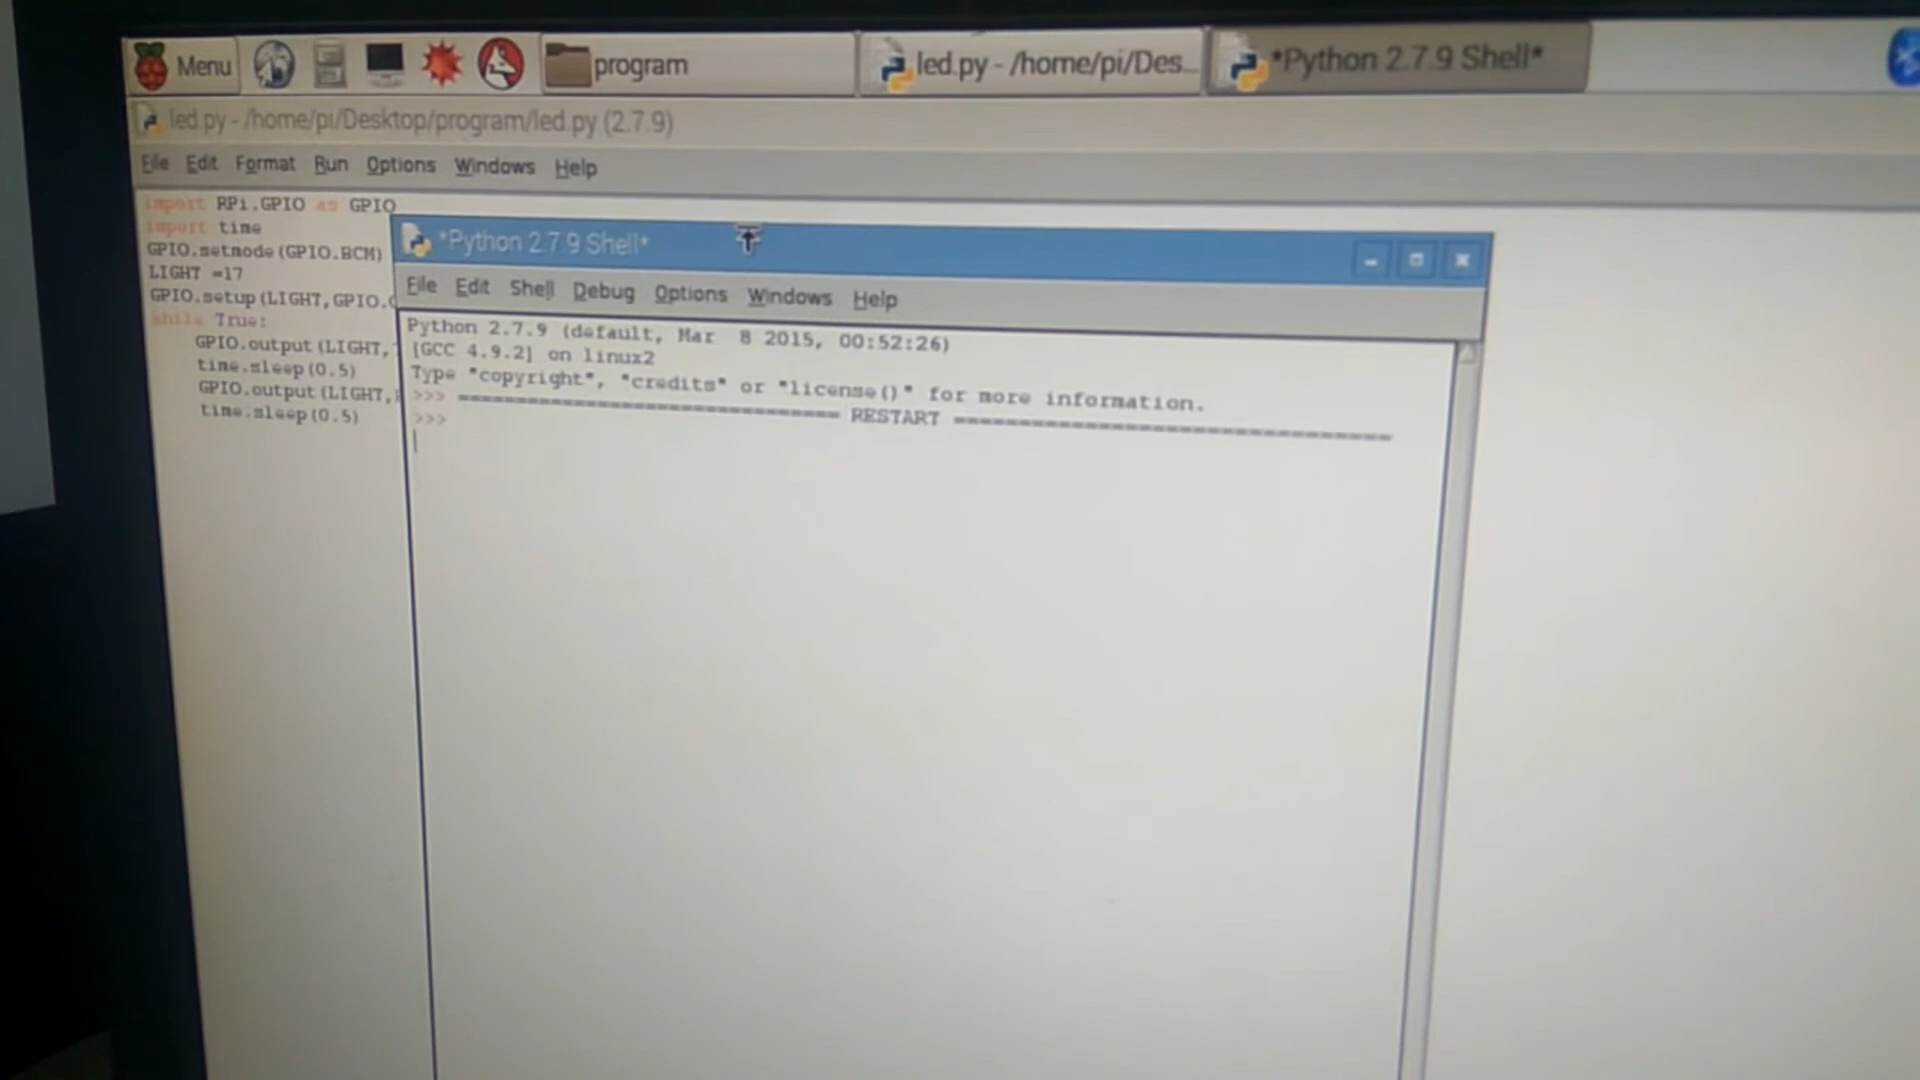 Menu
program
led.py - /home/pi/Des...
*Python 2.7.9 Shell*
led.py - /home/pi/Desktop/program/led.py (2.7.9)
File Edit Format Run Options Windows Help
import RPi.GPIO as GPIO
import time
GPIO.setmode(GPIO.BCM)
LIGHT =17
GPIO.setup(LIGHT,GPIO.
while True:
GPIO.output(LIGHT,
time.sleep(0.5)
GPIO.output(LIGHT,
time.sleep(0.5)
*Python 2.7.9 Shell*
File Edit Shell Debug Options Windows Help
Python 2.7.9 (default, Mar 8 2015, 00:52:26)
[GCC 4.9.2] on linux2
Type "copyright", "credits" or "license()" for more information.
>>> ================================ RESTART ================================
>>>